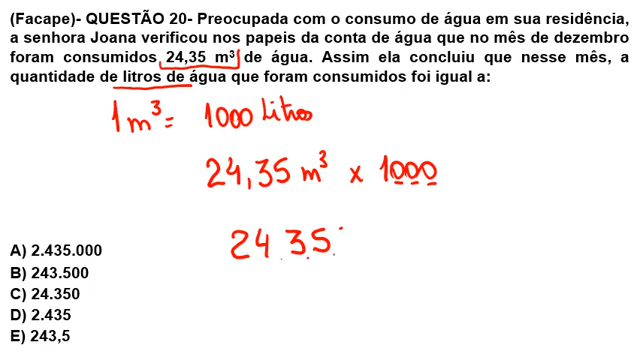 (Facape)- QUESTÃO 20- Preocupada com o consumo de água em sua residência,
a senhora Joana verificou nos papeis da conta de água que no mês de dezembro
foram consumidos 24,35 m³ de água. Assim ela concluiu que nesse mês, a
quantidade de litros de água que foram consumidos foi igual a:
1 m³ = 1000 Litros
24,35 m³ x 1000
24.35.
A) 2.435.000
B) 243.500
C) 24.350
D) 2.435
E) 243,5